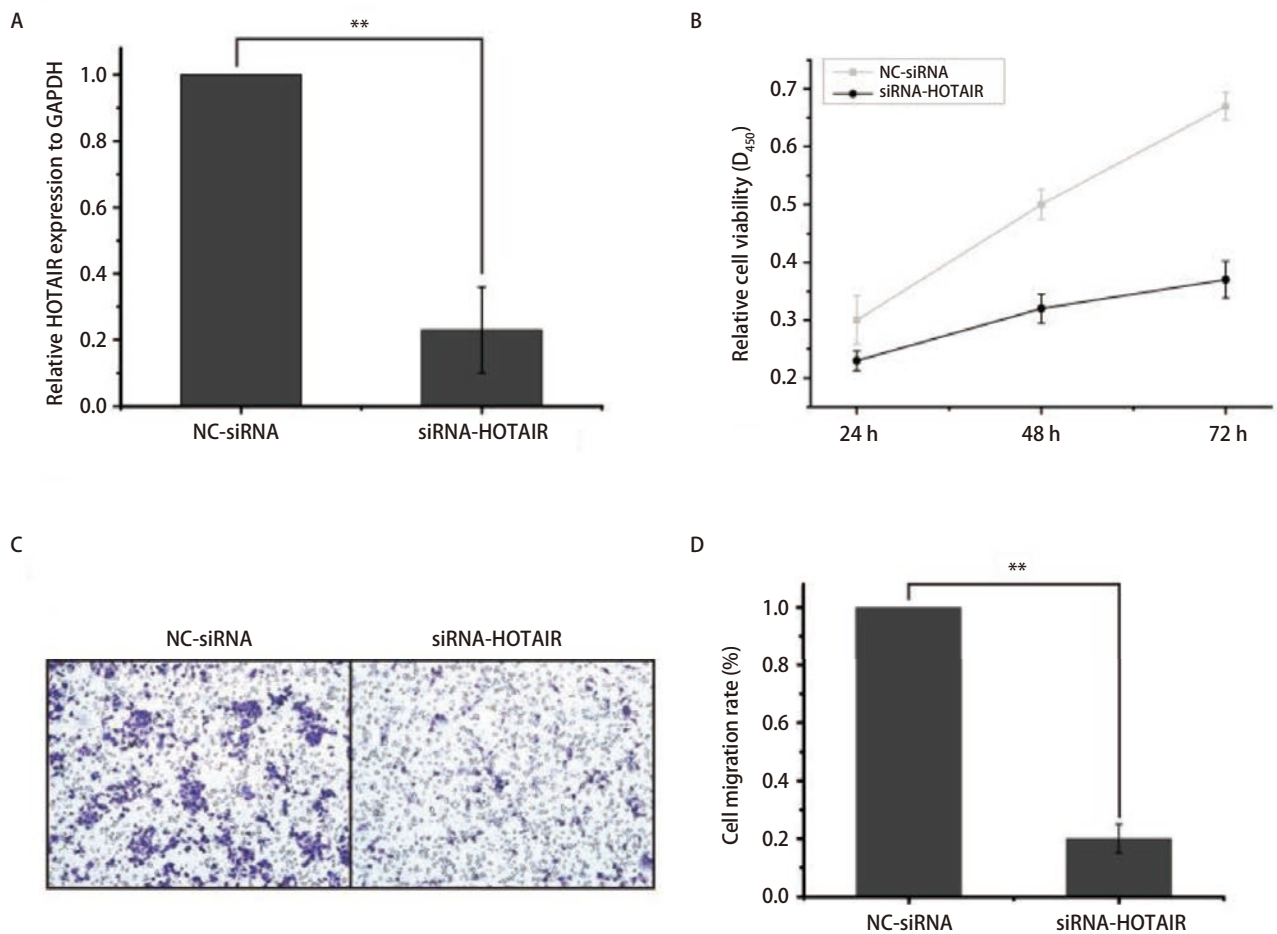 A
**
Relative HOTAIR expression to GAPDH
1.0
0.8
0.6
0.4
0.2
0.0
NC-siRNA
siRNA-HOTAIR
B
NC-siRNA
siRNA-HOTAIR
Relative cell viability (D450)
0.7
0.6
0.5
0.4
0.3
0.2
24 h
48 h
72 h
C
NC-siRNA
siRNA-HOTAIR
D
**
Cell migration rate (%)
1.0
0.8
0.6
0.4
0.2
0.0
NC-siRNA
siRNA-HOTAIR